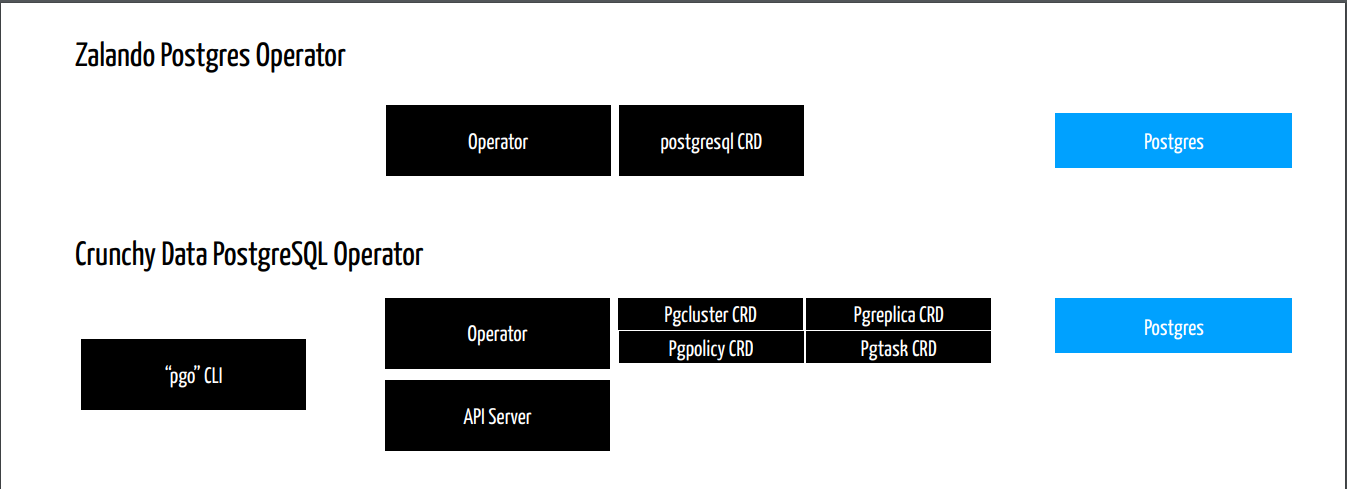 Zalando Postgres Operator
Operator
postgresql CRD
Postgres
Crunchy Data PostgreSQL Operator
“pgo” CLI
Operator
Pgcluster CRD
Pgreplica CRD
Pgpolicy CRD
Pgtask CRD
Postgres
API Server